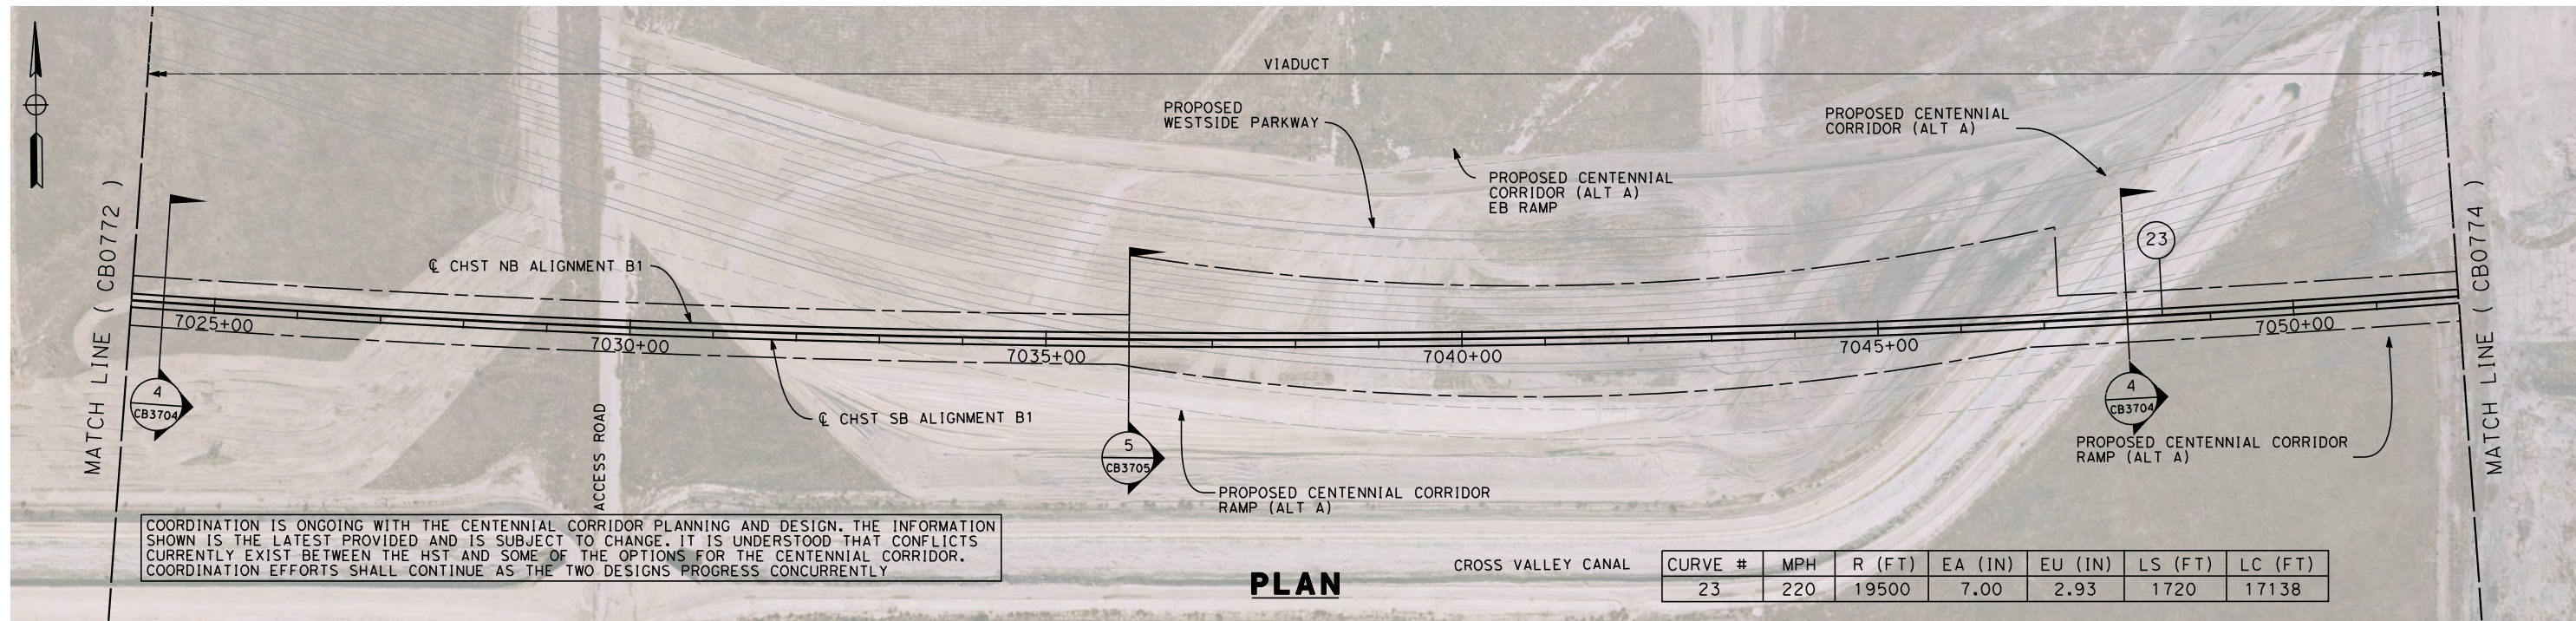 VIADUCT
PROPOSED
WESTSIDE PARKWAY
PROPOSED CENTENNIAL
CORRIDOR (ALT A)
PROPOSED CENTENNIAL
CORRIDOR (ALT A)
EB RAMP
MATCH LINE ( CB0772 )
MATCH LINE ( CB0774 )
23
℄ CHST NB ALIGNMENT B1
7025+00
7030+00
7035+00
7040+00
7045+00
7050+00
4
CB3704
℄ CHST SB ALIGNMENT B1
ACCESS ROAD
5
CB3705
4
CB3704
PROPOSED CENTENNIAL CORRIDOR
RAMP (ALT A)
PROPOSED CENTENNIAL CORRIDOR
RAMP (ALT A)
COORDINATION IS ONGOING WITH THE CENTENNIAL CORRIDOR PLANNING AND DESIGN. THE INFORMATION
SHOWN IS THE LATEST PROVIDED AND IS SUBJECT TO CHANGE. IT IS UNDERSTOOD THAT CONFLICTS
CURRENTLY EXIST BETWEEN THE HST AND SOME OF THE OPTIONS FOR THE CENTENNIAL CORRIDOR.
COORDINATION EFFORTS SHALL CONTINUE AS THE TWO DESIGNS PROGRESS CONCURRENTLY
PLAN
CROSS VALLEY CANAL
CURVE # MPH R (FT) EA (IN) EU (IN) LS (FT) LC (FT)
23 220 19500 7.00 2.93 1720 17138